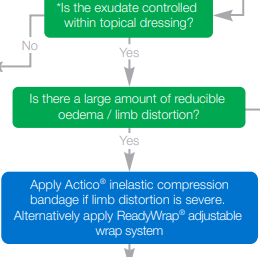 *Is the exudate controlled
within topical dressing?
No
Yes
Is there a large amount of reducible
oedema / limb distortion?
Yes
Apply Actico® inelastic compression
bandage if limb distortion is severe.
Alternatively apply ReadyWrap® adjustable
wrap system